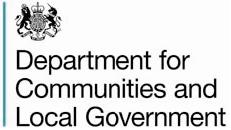 Department for
Communities and
Local Government